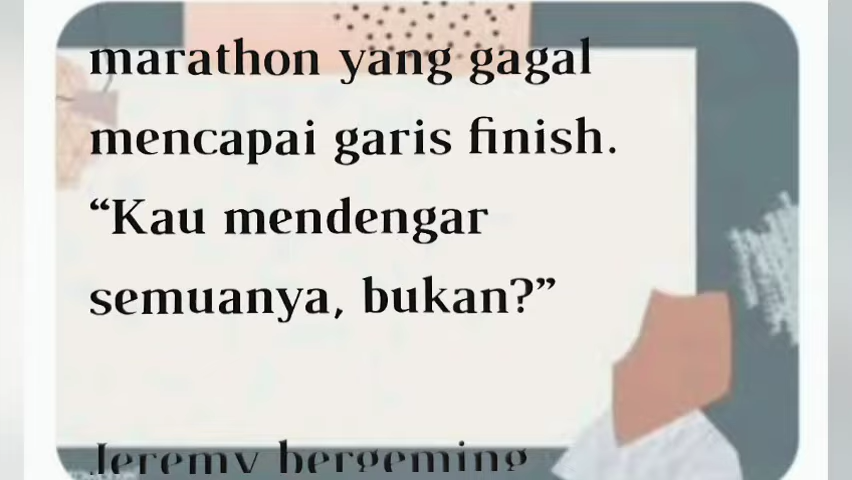 marathon yang gagal
mencapai garis finish.
“Kau mendengar
semuanya, bukan?”
Jeremy bergeming